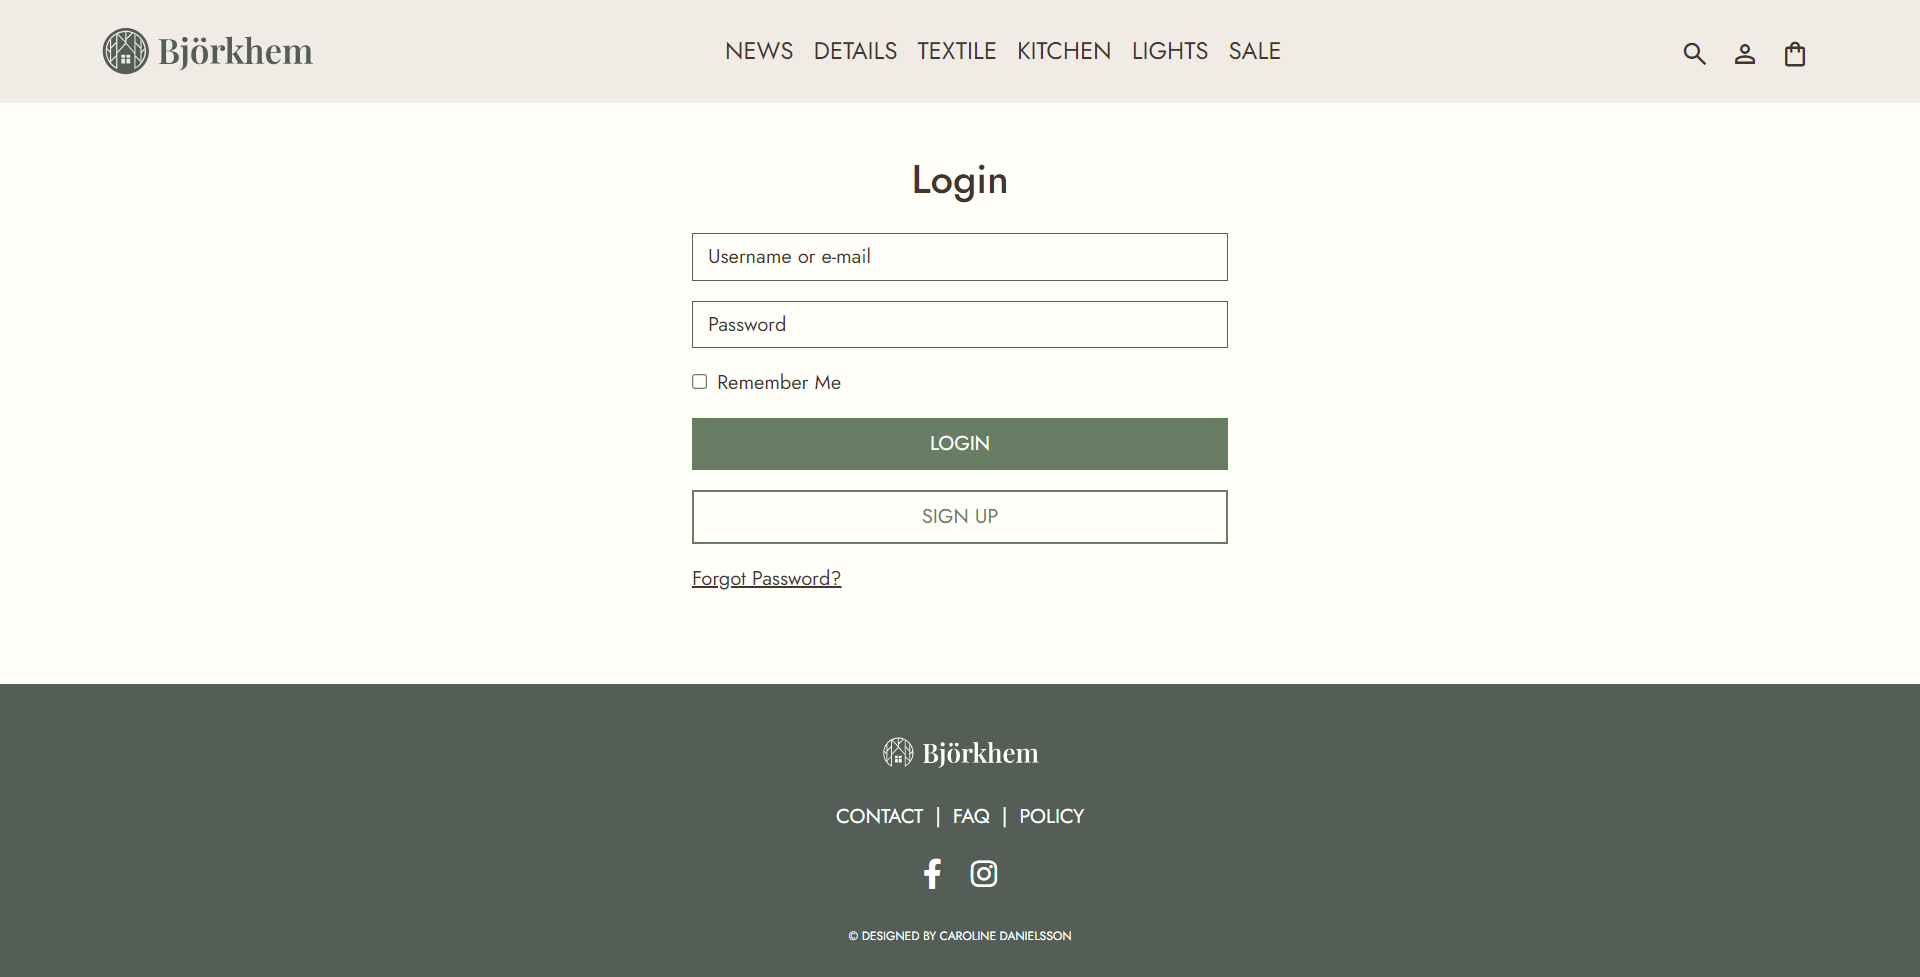 Björkhem
NEWS DETAILS TEXTILE KITCHEN LIGHTS SALE
Login
Username or e-mail
Password
Remember Me
LOGIN
SIGN UP
Forgot Password?
Björkhem
CONTACT | FAQ | POLICY
© DESIGNED BY CAROLINE DANIELSSON